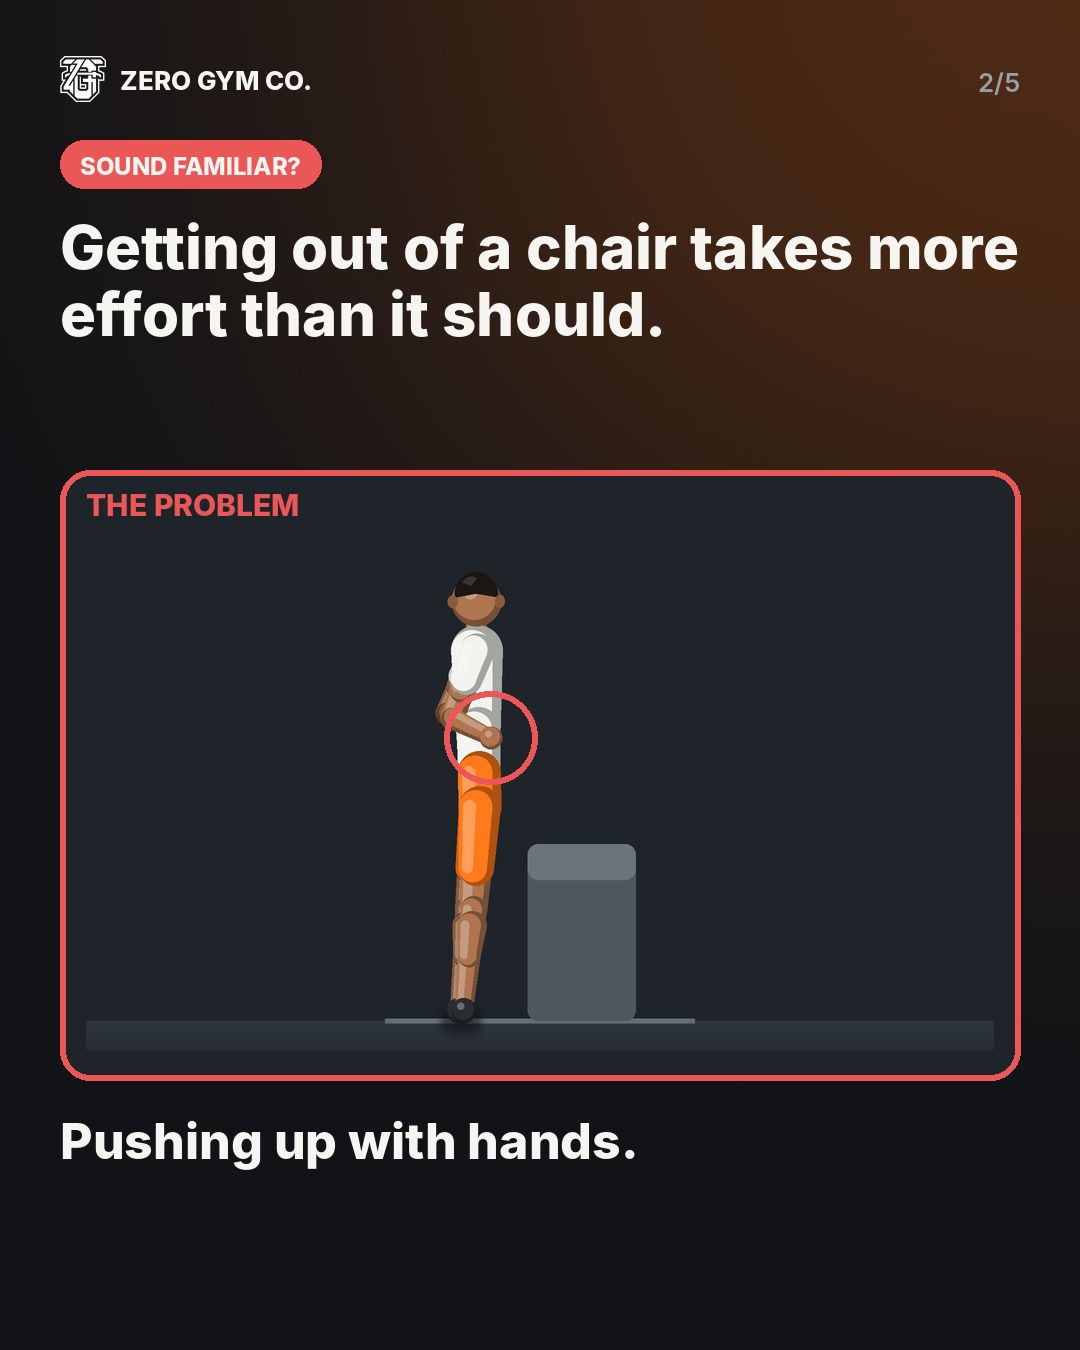 ZERO GYM CO.
2/5
SOUND FAMILIAR?
Getting out of a chair takes more
effort than it should.
THE PROBLEM
Pushing up with hands.